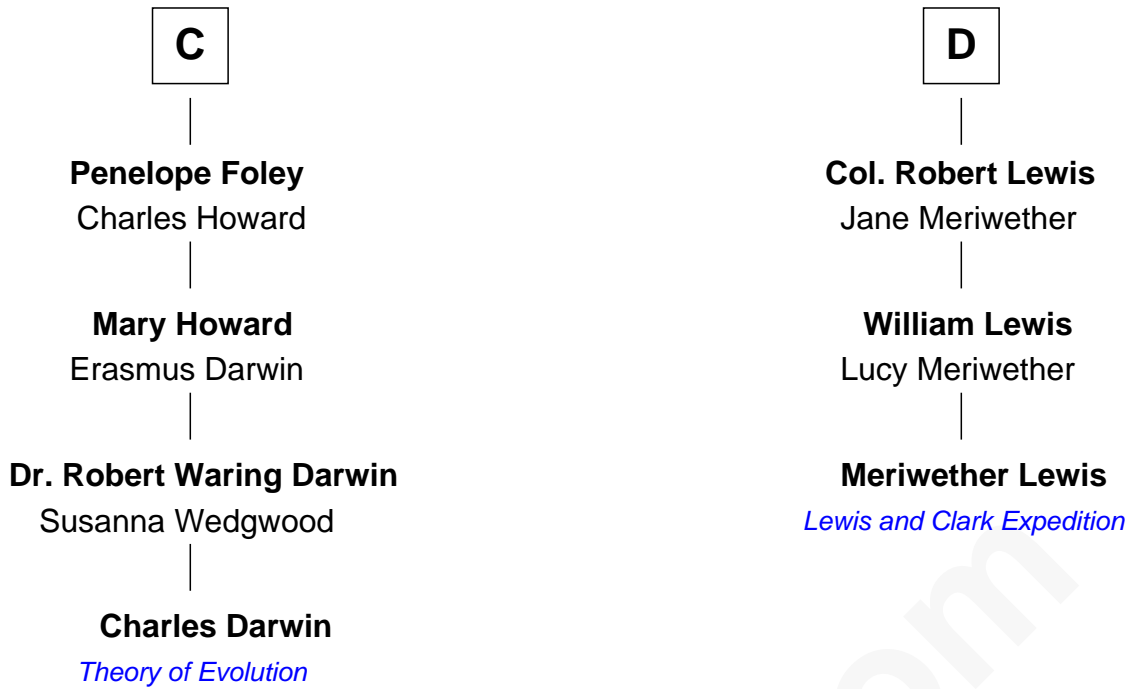 C
Penelope Foley
Charles Howard
Mary Howard
Erasmus Darwin
Dr. Robert Waring Darwin
Susanna Wedgwood
Charles Darwin
Theory of Evolution
D
Col. Robert Lewis
Jane Meriwether
William Lewis
Lucy Meriwether
Meriwether Lewis
Lewis and Clark Expedition
om